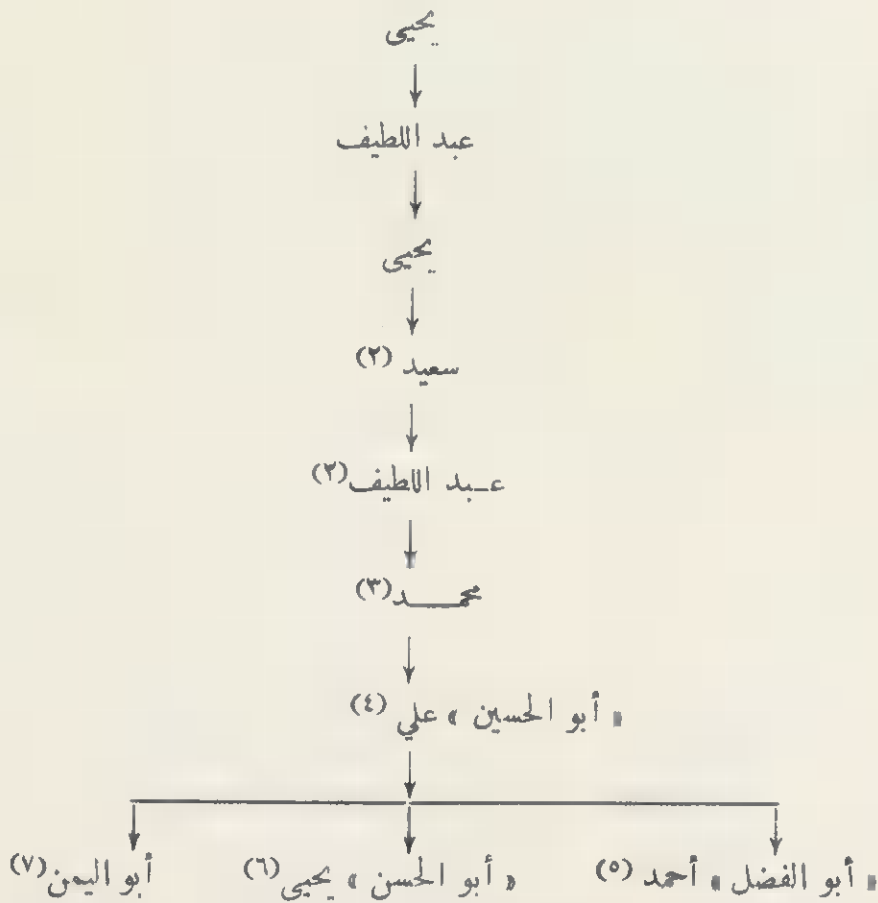 يحيى
عبد اللطيف
يحيى
سعيد (٢)
عبد اللطيف (٢)
محمد (٣)
« أبو الحسين » علي (٤)
« أبو الفضل » أحمد (٥) « أبو الحسن » يحيى (٦) أبو اليمن (٧)